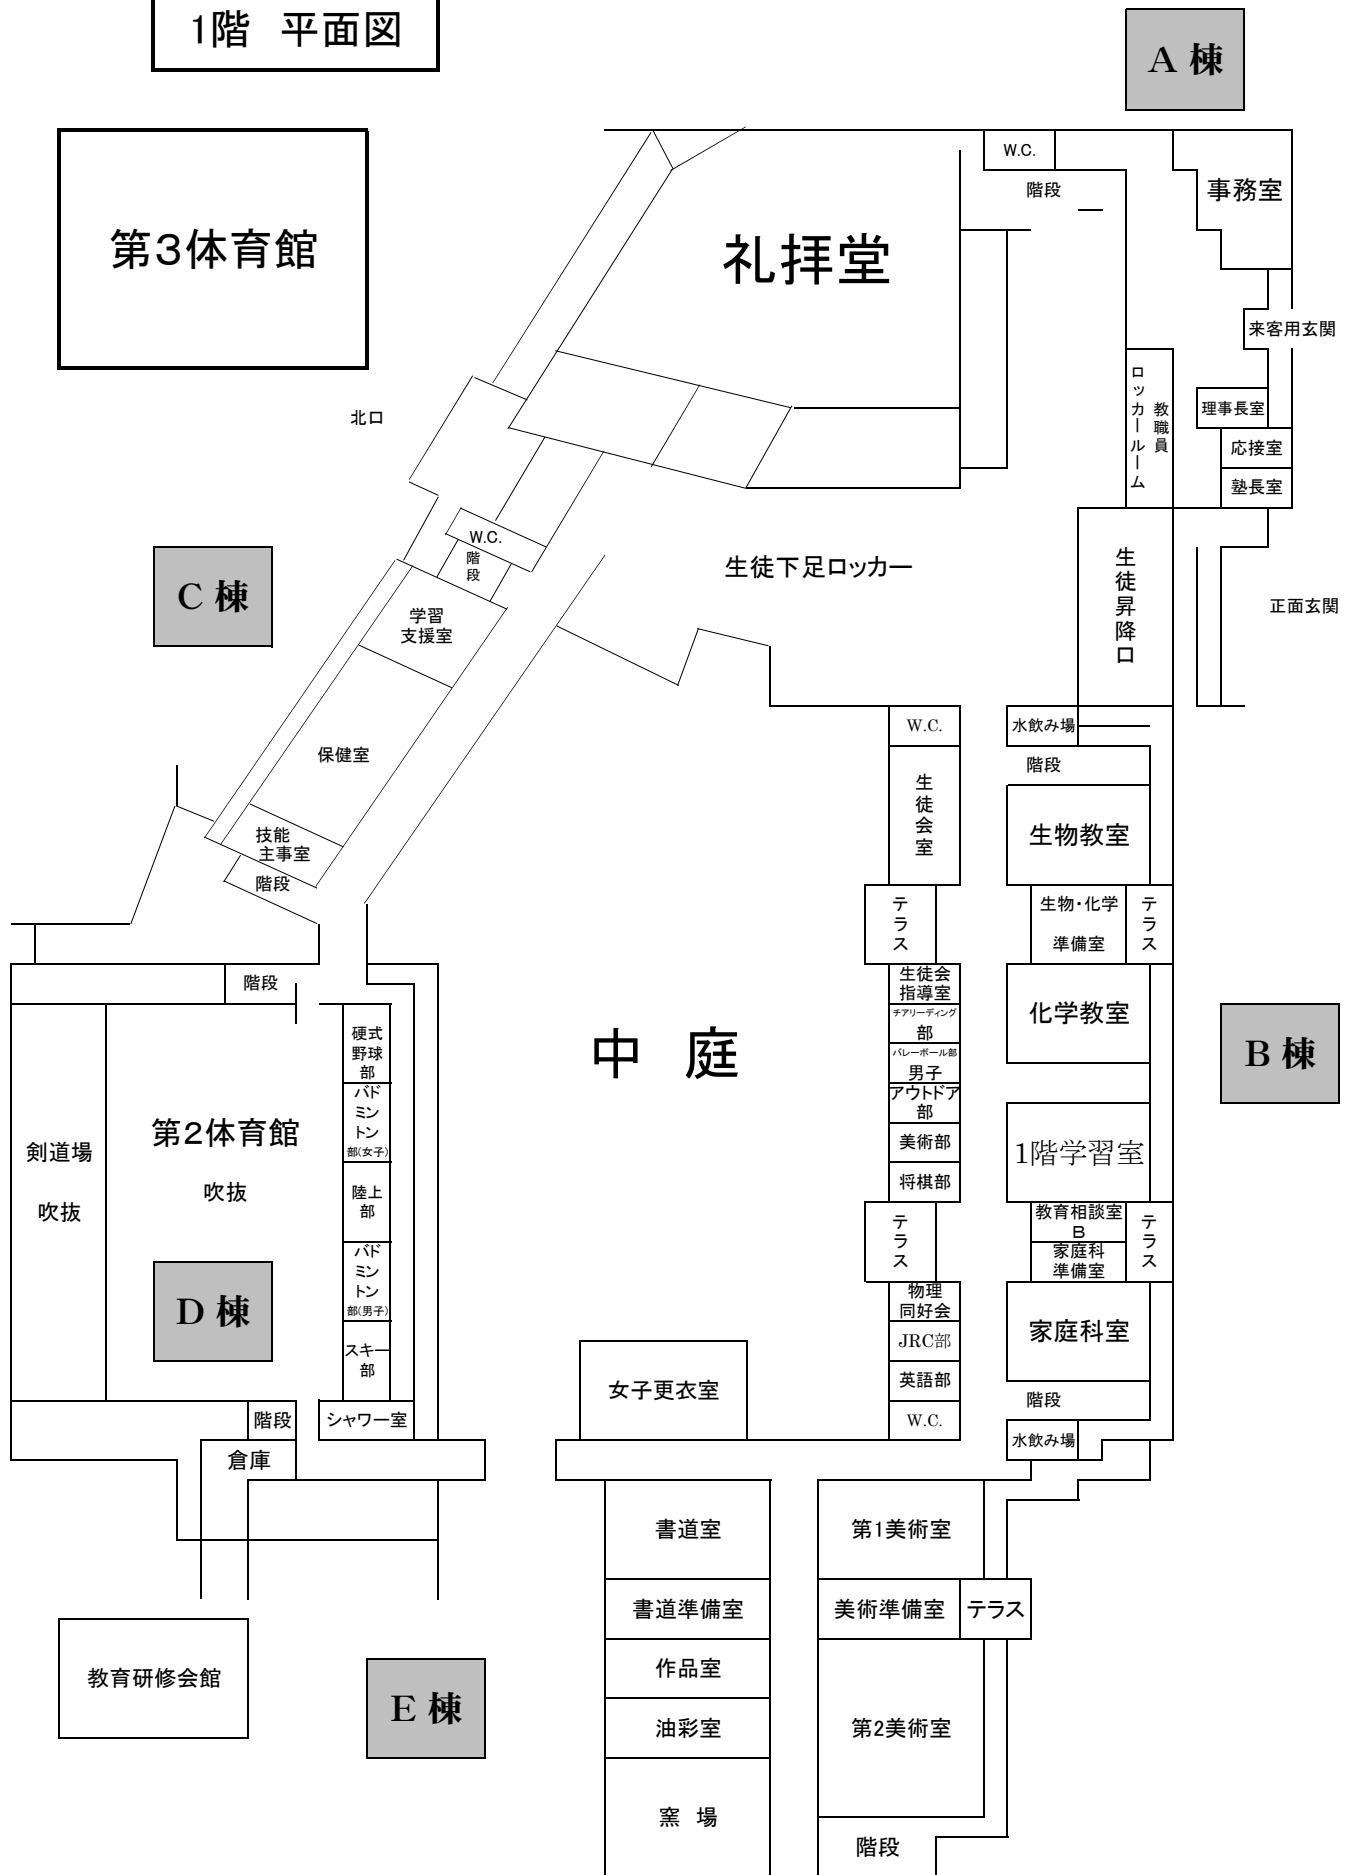 1階 平面図
A 棟
第3体育館
礼拝堂
W.C.
階段
事務室
来客用玄関
教職員
ロッカールーム
理事長室
応接室
塾長室
北口
W.C.
階
段
生徒下足ロッカー
生徒昇降口
正面玄関
C 棟
学習
支援室
保健室
技能
主事室
階段
W.C.
水飲み場
階段
生徒会室
生物教室
テラス
生物・化学
準備室
テラス
階段
生徒会
指導室
チアリーディング
部
バレーボール部
男子
アウトドア
部
美術部
将棋部
化学教室
B 棟
中 庭
硬式
野球
部
バド
ミン
トン
部(女子)
陸上
部
バド
ミン
トン
部(男子)
スキー
部
第2体育館
吹抜
剣道場
吹抜
D 棟
1階学習室
テラス
教育相談室
B
家庭科
準備室
テラス
物理
同好会
JRC部
英語部
W.C.
家庭科室
階段
水飲み場
女子更衣室
階段
シャワー室
倉庫
書道室
第1美術室
書道準備室
美術準備室
テラス
作品室
油彩室
第2美術室
窯 場
階段
教育研修会館
E 棟